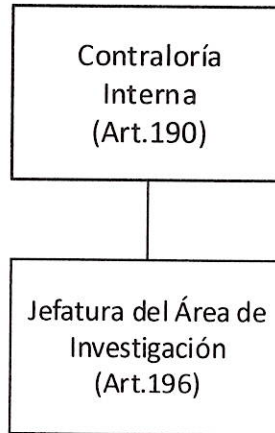 Contraloría
Interna
(Art.190)
Jefatura del Área de
Investigación
(Art.196)